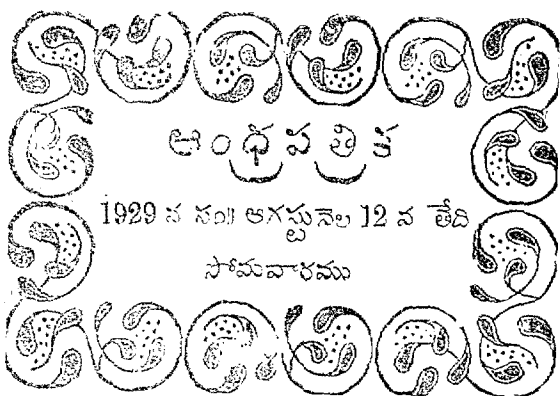 ఆంధ్రపత్రిక
1929 న సం॥ ఆగస్టు నెల 12 న తేది
సోమవారము